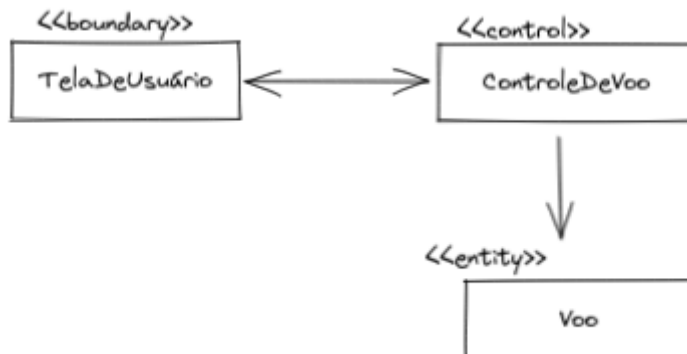 <<boundary>>
TelaDeUsuário
<<control>>
ControleDeVoo
<<entity>>
Voo